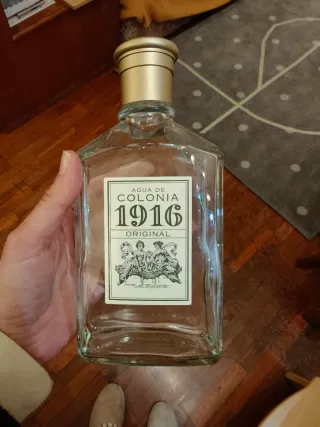 AGUA DE
COLONIA
1916
ORIGINAL